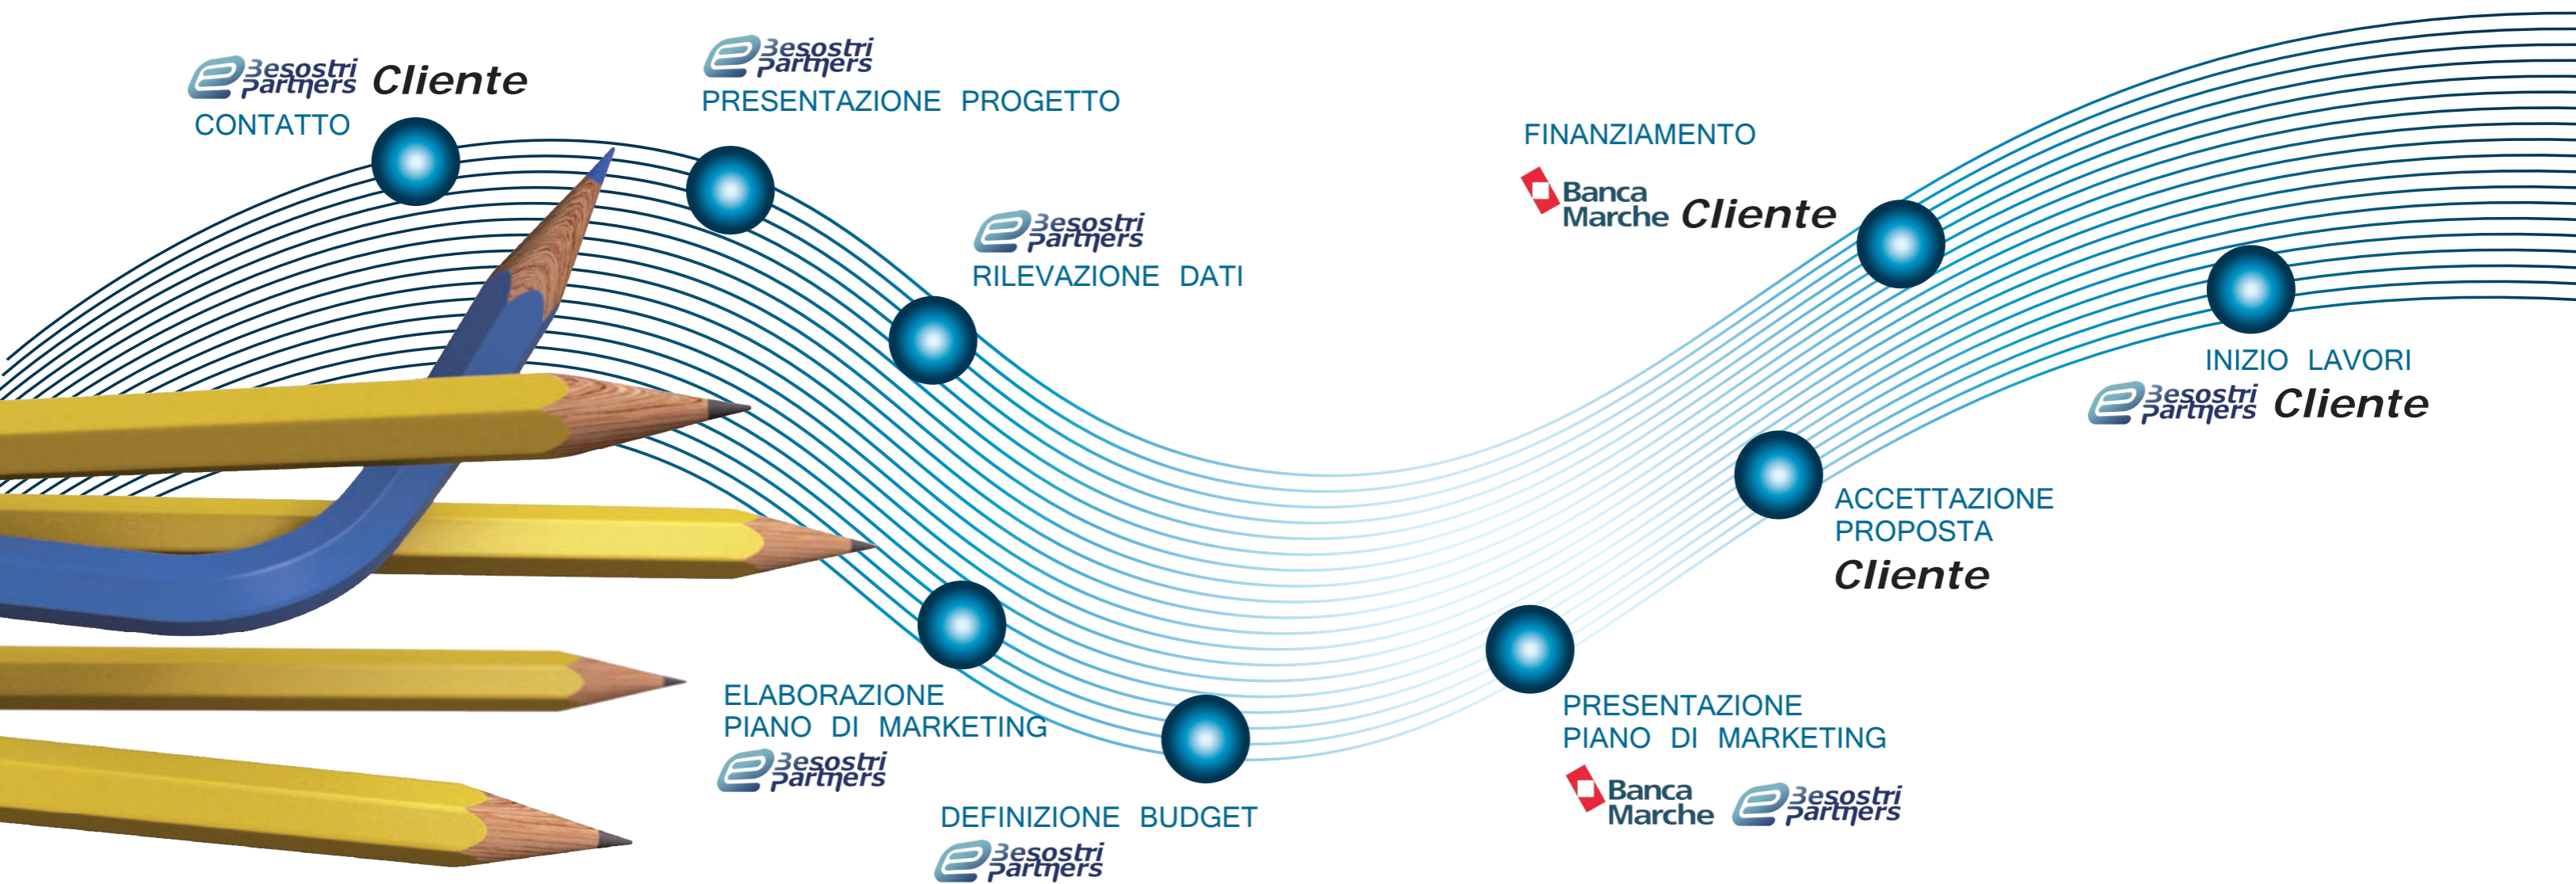 Besostri
Partners Cliente
CONTATTO
Besostri
Partners
PRESENTAZIONE PROGETTO
Besostri
Partners
RILEVAZIONE DATI
ELABORAZIONE
PIANO DI MARKETING
Besostri
Partners
DEFINIZIONE BUDGET
Besostri
Partners
PRESENTAZIONE
PIANO DI MARKETING
Banca
Marche
Besostri
Partners
ACCETTAZIONE
PROPOSTA
Cliente
FINANZIAMENTO
Banca
Marche Cliente
INIZIO LAVORI
Besostri
Partners Cliente